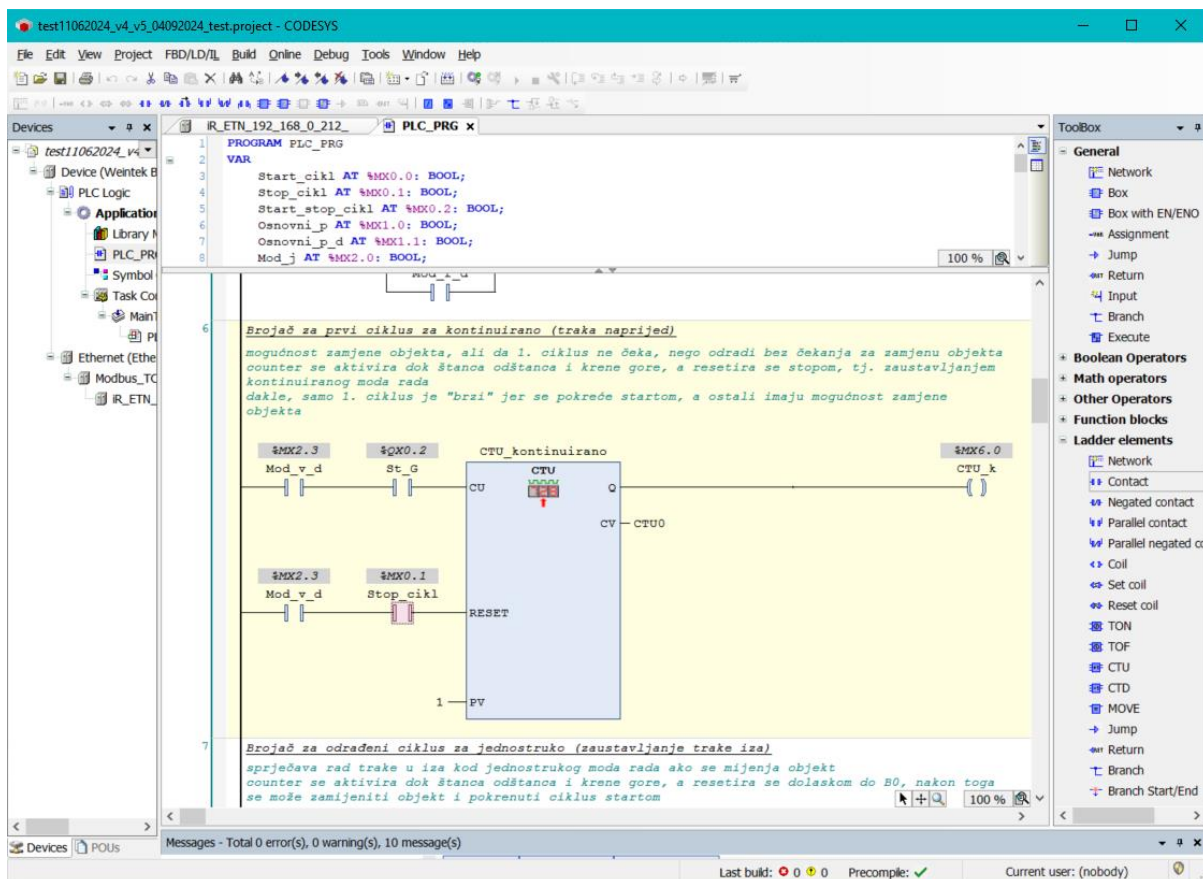 test11062024_v4_v5_04092024_test.project - CODESYS
File Edit View Project FBD/LD/IL Build Online Debug Tools Window Help
Devices
test11062024_v4
Device (Weintek B
PLC Logic
Application
Library M
PLC_PR
Symbol
Task Co
Main
Ethernet (Ethe
Modbus_TC
iR_ETN_
Devices POUs
iR_ETN_192_168_0_212_ PLC_PRG
1 PROGRAM PLC_PRG
2 VAR
3 Start_cikl AT %MX0.0: BOOL;
4 Stop_cikl AT %MX0.1: BOOL;
5 Start_stop_cikl AT %MX0.2: BOOL;
6 Osnovni_p AT %MX1.0: BOOL;
7 Osnovni_p_d AT %MX1.1: BOOL;
8 Mod_j AT %MX2.0: BOOL;
100 %
6 Brojač za prvi ciklus za kontinuirano (traka naprijed)
mogućnost zamjene objekta, ali da 1. ciklus ne čeka, nego odradi bez čekanja za zamjenu objekta
counter se aktivira dok štanca odštanca i krene gore, a resetira se stopom, tj. zaustavljanjem
kontinuiranog moda rada
dakle, samo 1. ciklus je "brzi" jer se pokreće startom, a ostali imaju mogućnost zamjene
objekta
%MX2.3 %QX0.2 CTU_kontinuirano %MX6.0
Mod_v_d St_G CTU CTU_k
CU Q
CV CTU0
%MX2.3 %MX0.1
Mod_v_d Stop_cikl
RESET
1 PV
7 Brojač za odrađeni ciklus za jednostruko (zaustavljanje trake iza)
sprječava rad trake u iza kod jednostrukog moda rada ako se mijenja objekt
counter se aktivira dok štanca odštanca i krene gore, a resetira se dolaskom do B0, nakon toga
se može zamijeniti objekt i pokrenuti ciklus startom
100 %
ToolBox
General
Network
Box
Box with EN/ENO
Assignment
Jump
Return
Input
Branch
Execute
Boolean Operators
Math operators
Other Operators
Function blocks
Ladder elements
Network
Contact
Negated contact
Parallel contact
Parallel negated co
Coil
Set coil
Reset coil
TON
TOF
CTU
CTD
MOVE
Jump
Return
Branch
Branch Start/End
Messages - Total 0 error(s), 0 warning(s), 10 message(s)
Last build: 0 0 Precompile: Current user: (nobody)